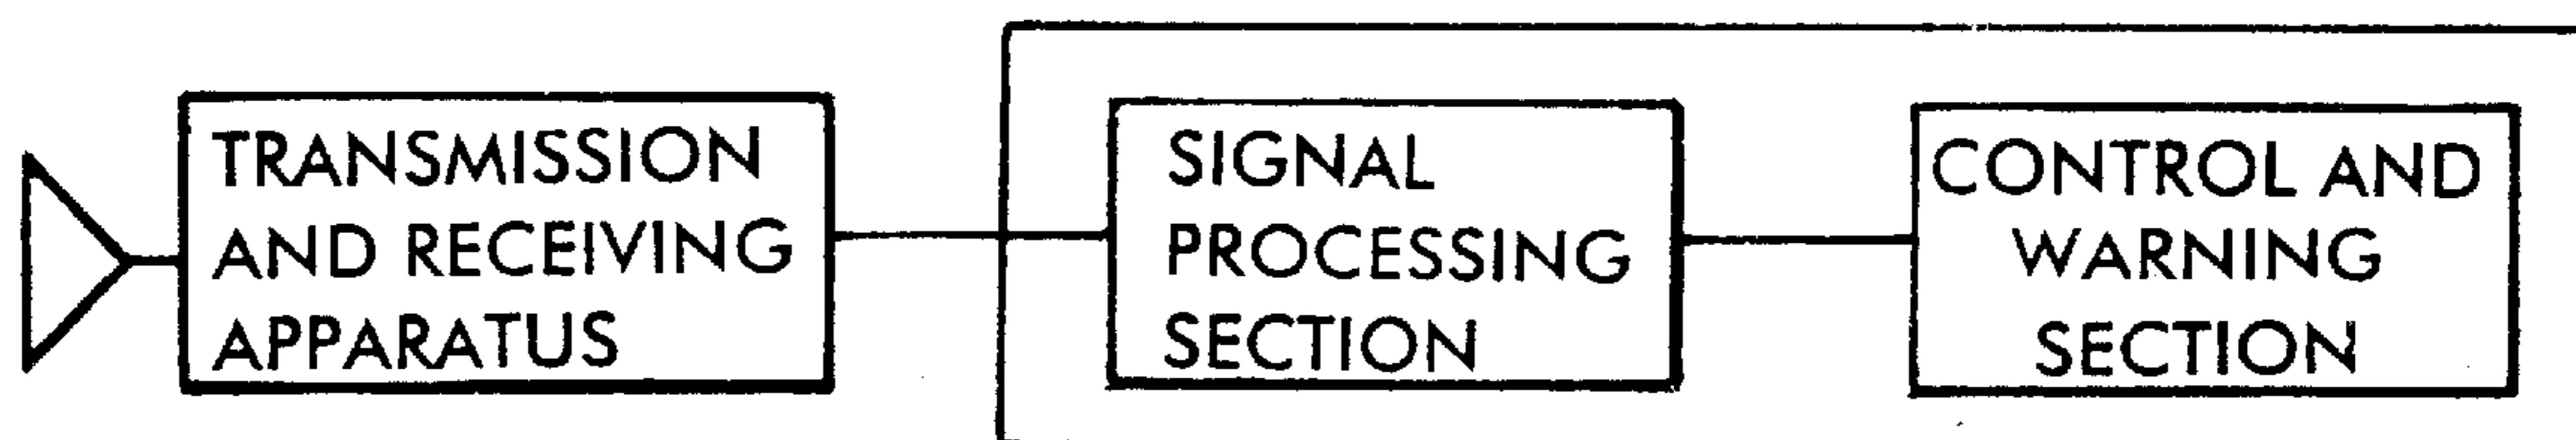 TRANSMISSION
AND RECEIVING
APPARATUS
SIGNAL
PROCESSING
SECTION
CONTROL AND
WARNING
SECTION